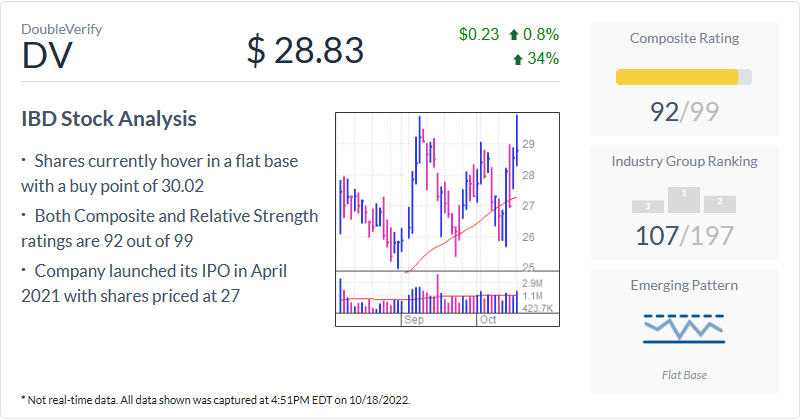 DoubleVerify
DV
$ 28.83
$0.23 0.8%
34%
IBD Stock Analysis
· Shares currently hover in a flat base
with a buy point of 30.02
· Both Composite and Relative Strength
ratings are 92 out of 99
· Company launched its IPO in April
2021 with shares priced at 27
29
28
27
26
25
2.9M
1.1M
423.7K
Sep
Oct
Composite Rating
92/99
Industry Group Ranking
3 1 2
107/197
Emerging Pattern
Flat Base
* Not real-time data. All data shown was captured at 4:51PM EDT on 10/18/2022.